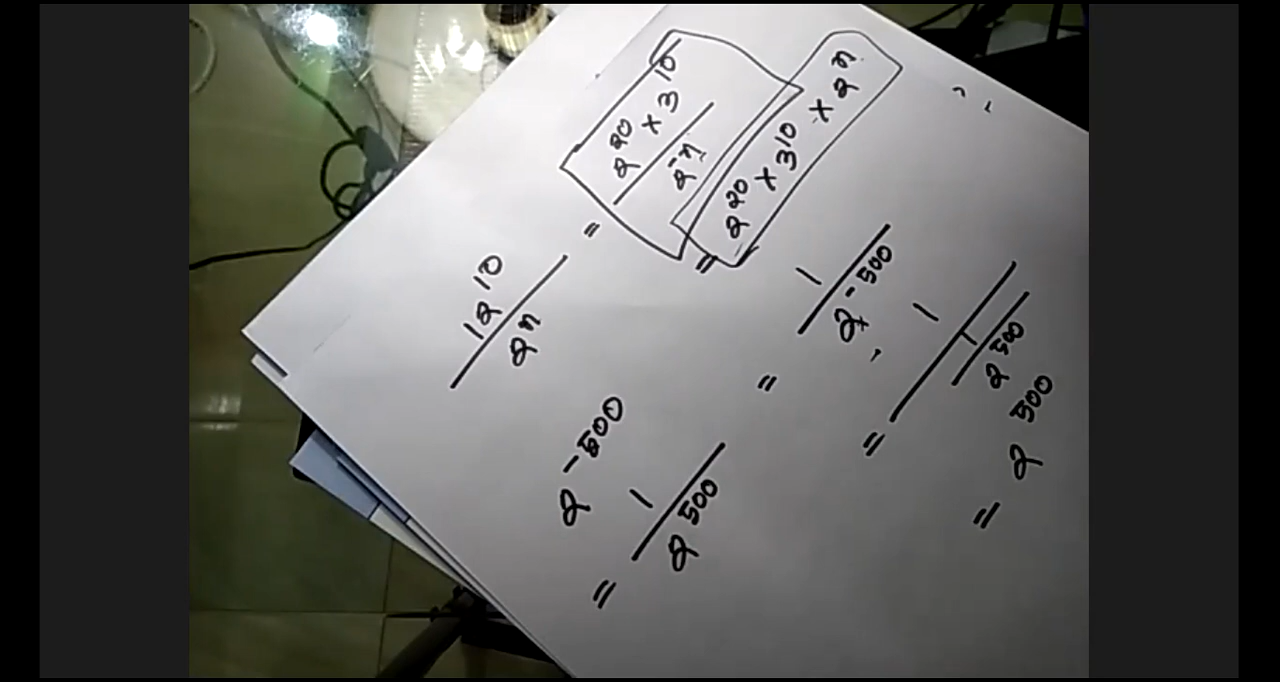 12^10 / 2^n = 2^20 × 3^10 / 2^-n
= 2^20 × 3^10 × 2^n
2^-500
= 1 / 2^500
= 1 / 2^-500
= 1 / (1 / 2^500)
= 2^500